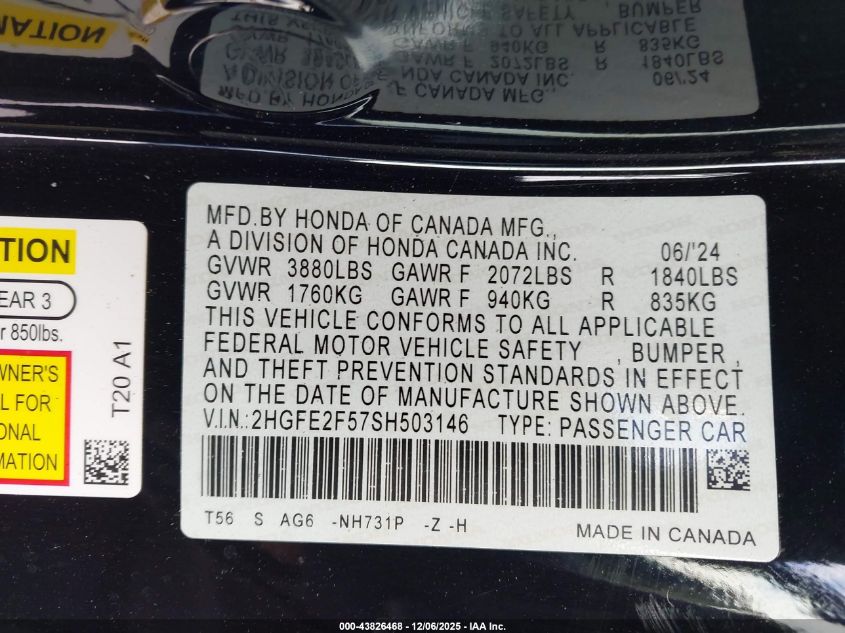 MATION
MFD.BY HONDA OF CANADA MFG.,
A DIVISION OF HONDA CANADA INC. 06/'24
GVWR 3880LBS GAWR F 2072LBS R 1840LBS
GVWR 1760KG GAWR F 940KG R 835KG
THIS VEHICLE CONFORMS TO ALL APPLICABLE
FEDERAL MOTOR VEHICLE SAFETY , BUMPER ,
AND THEFT PREVENTION STANDARDS IN EFFECT
ON THE DATE OF MANUFACTURE SHOWN ABOVE.
V.I.N.:2HGFE2F57SH503146 TYPE: PASSENGER CAR
T56 S AG6 -NH731P -Z -H
MADE IN CANADA
TION
EAR 3
r 850lbs.
WNER'S
L FOR
ONAL
MATION
T20 A1
000-43826468 - 12/06/2025 - IAA Inc.